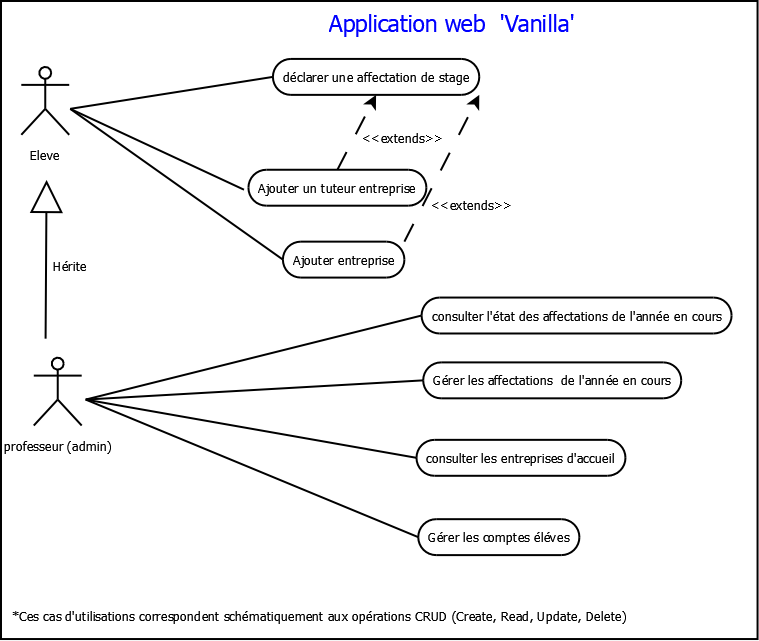 Application web 'Vanilla'
déclarer une affectation de stage
<<extends>>
Eleve
Ajouter un tuteur entreprise
<<extends>>
Ajouter entreprise
Hérite
consulter l'état des affectations de l'année en cours
Gérer les affectations de l'année en cours
professeur (admin)
consulter les entreprises d'accueil
Gérer les comptes éléves
*Ces cas d'utilisations correspondent schématiquement aux opérations CRUD (Create, Read, Update, Delete)